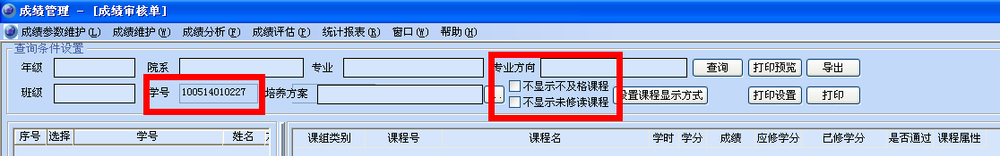 成绩管理 - [成绩审核单]
成绩参数维护(L) 成绩维护(W) 成绩分析(F) 成绩评估(F) 统计报表(R) 窗口(W) 帮助(H)
查询条件设置
年级 院系 专业 专业方向 查询 打印预览 导出
班级 学号 100514010227 培养方案 不显示不及格课程 设置课程显示方式 打印设置 打印
不显示未修读课程
序号 选择 学号 姓名 课组类别 课程号 课程名 学时 学分 成绩 应修学分 已修学分 是否通过 课程属性